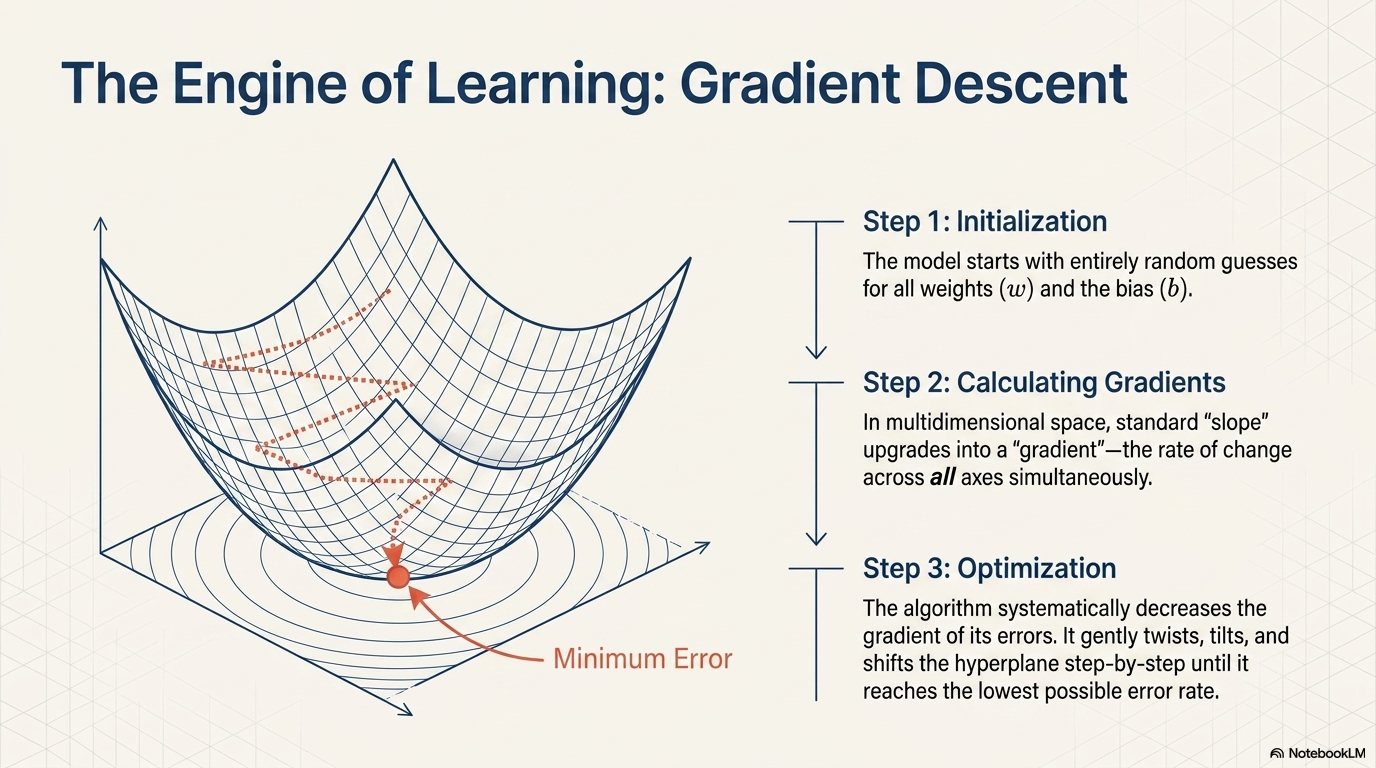 The Engine of Learning: Gradient Descent
Minimum Error
Step 1: Initialization
The model starts with entirely random guesses
for all weights (w) and the bias (b).
Step 2: Calculating Gradients
In multidimensional space, standard “slope”
upgrades into a “gradient”—the rate of change
across all axes simultaneously.
Step 3: Optimization
The algorithm systematically decreases the
gradient of its errors. It gently twists, tilts, and
shifts the hyperplane step-by-step until it
reaches the lowest possible error rate.
NotebookLM